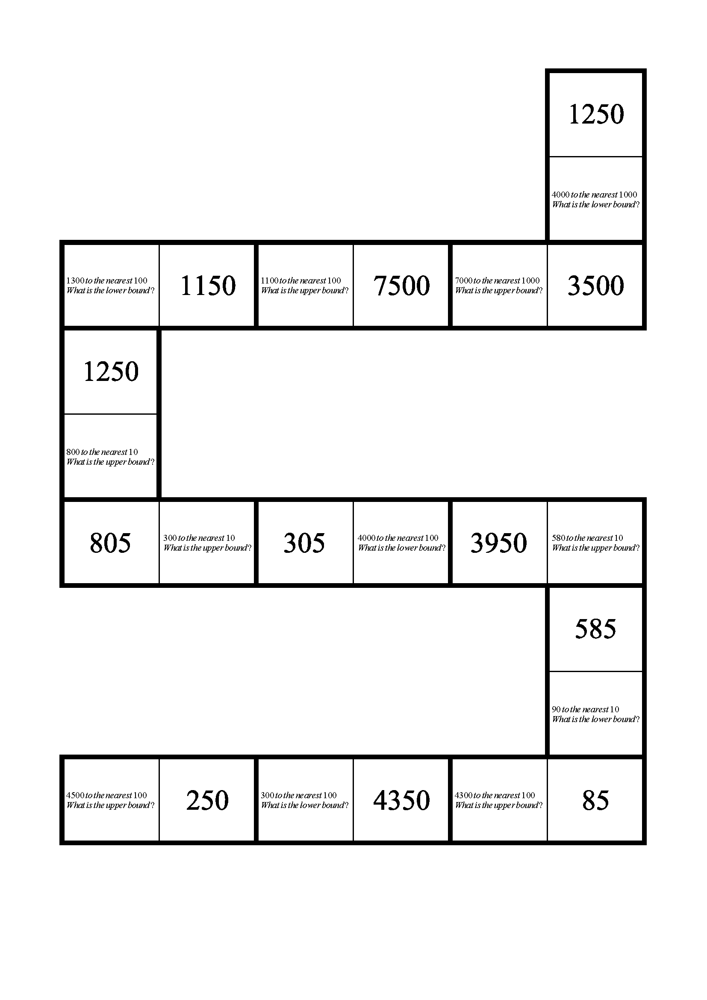 1250
4000 to the nearest 1000
What is the lower bound?
1300 to the nearest 100
What is the lower bound?
1150
1100 to the nearest 100
What is the upper bound?
7500
7000 to the nearest 1000
What is the upper bound?
3500
1250
800 to the nearest 10
What is the upper bound?
805
300 to the nearest 10
What is the upper bound?
305
4000 to the nearest 100
What is the lower bound?
3950
580 to the nearest 10
What is the upper bound?
585
90 to the nearest 10
What is the lower bound?
4500 to the nearest 100
What is the upper bound?
250
300 to the nearest 100
What is the lower bound?
4350
4300 to the nearest 100
What is the upper bound?
85